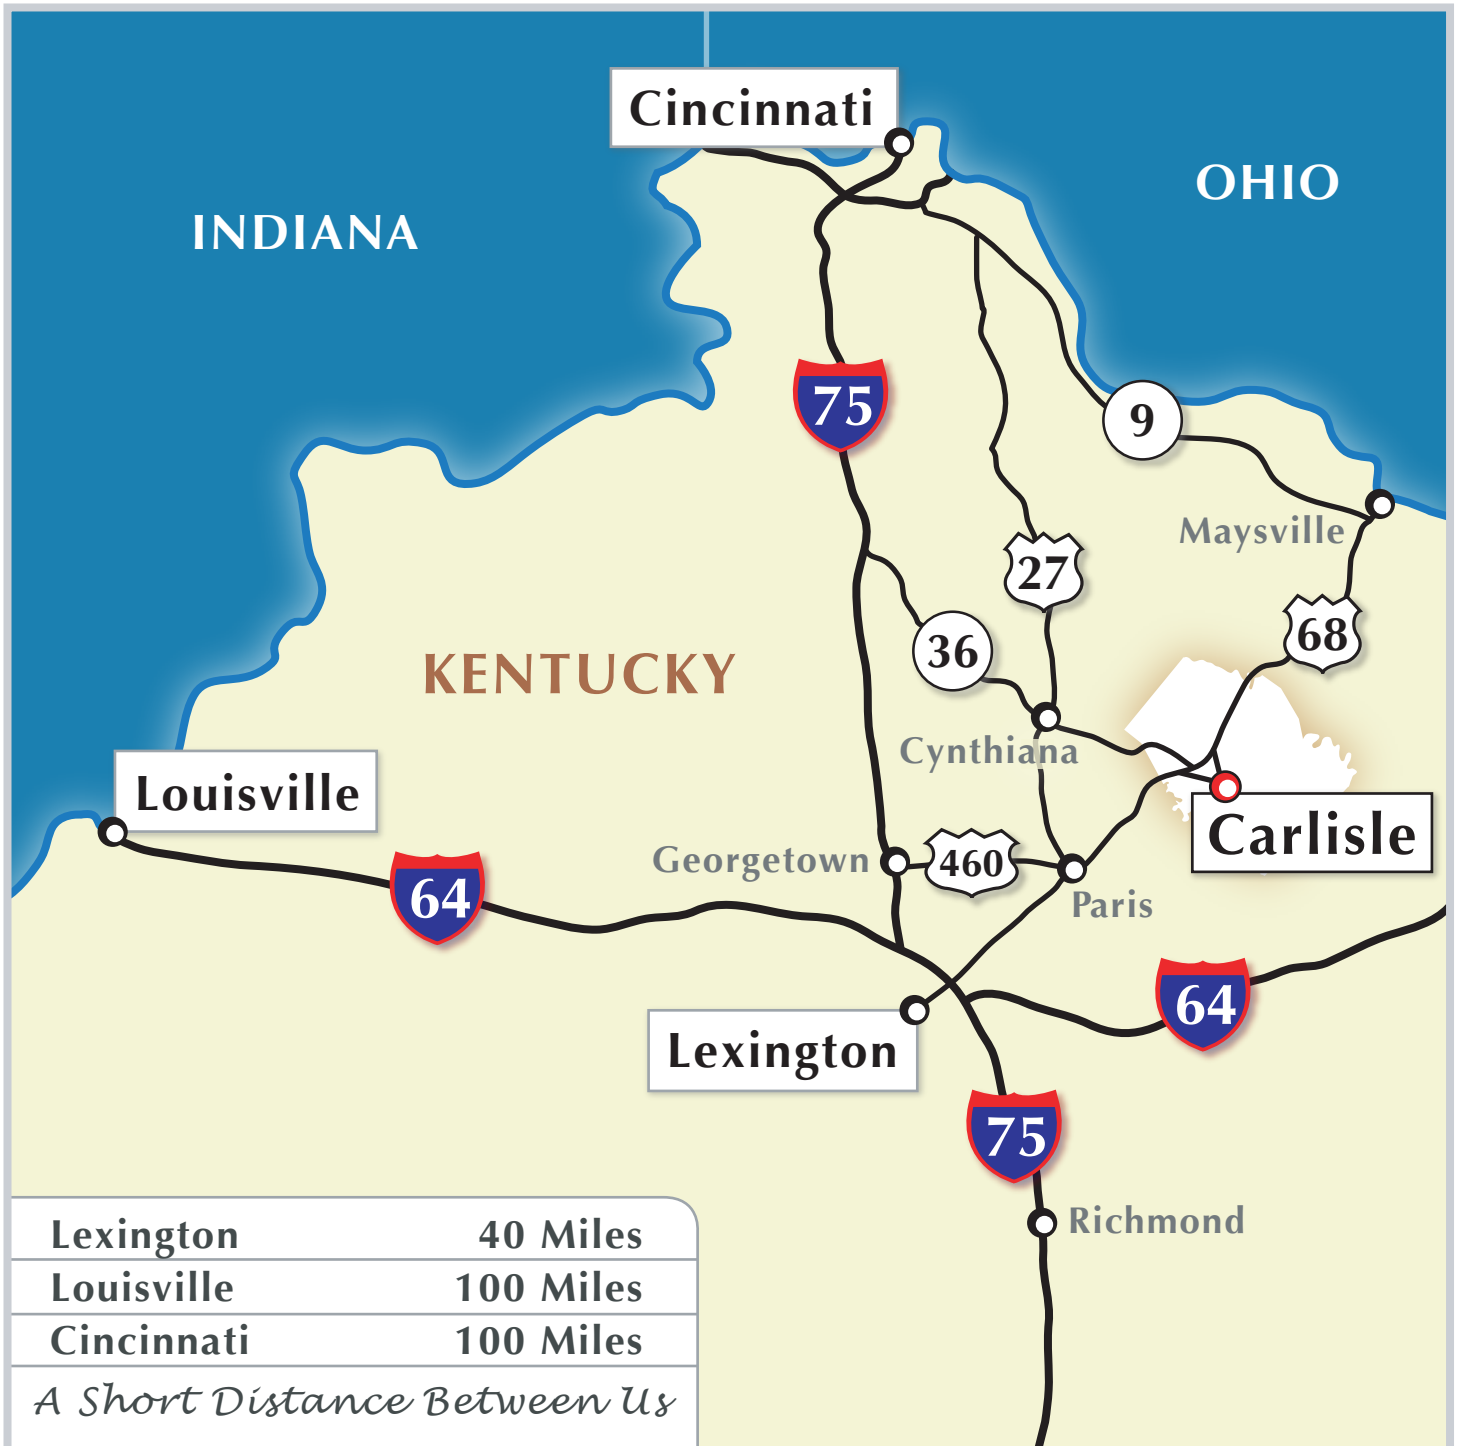 Cincinnati
OHIO
INDIANA
75
9
Maysville
27
68
36
KENTUCKY
Cynthiana
Louisville
Carlisle
Georgetown
460
64
Paris
64
Lexington
75
Richmond
Lexington 40 Miles
Louisville 100 Miles
Cincinnati 100 Miles
A Short Distance Between Us